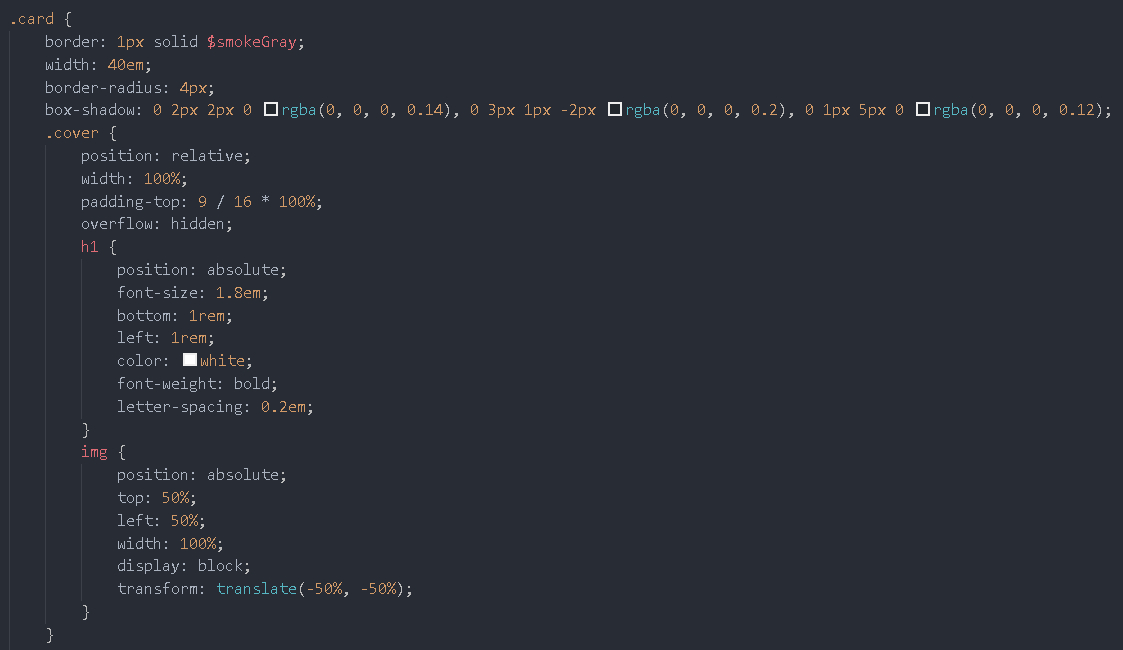 .card {
    border: 1px solid $smokeGray;
    width: 40em;
    border-radius: 4px;
    box-shadow: 0 2px 2px 0 rgba(0, 0, 0, 0.14), 0 3px 1px -2px rgba(0, 0, 0, 0.2), 0 1px 5px 0 rgba(0, 0, 0, 0.12);
    .cover {
        position: relative;
        width: 100%;
        padding-top: 9 / 16 * 100%;
        overflow: hidden;
        h1 {
            position: absolute;
            font-size: 1.8em;
            bottom: 1rem;
            left: 1rem;
            color: white;
            font-weight: bold;
            letter-spacing: 0.2em;
        }
        img {
            position: absolute;
            top: 50%;
            left: 50%;
            width: 100%;
            display: block;
            transform: translate(-50%, -50%);
        }
    }